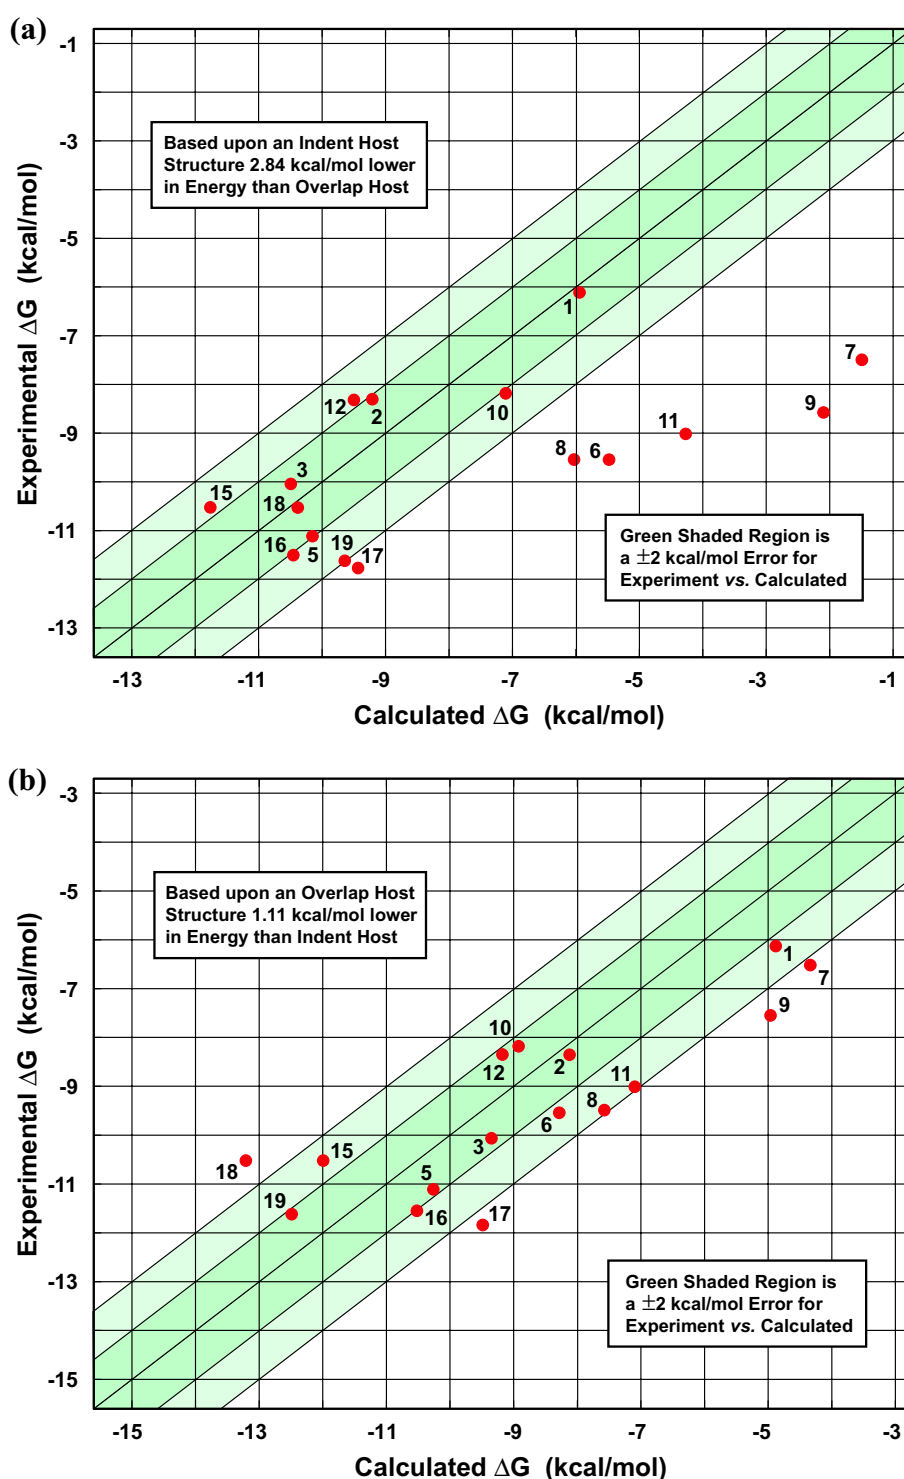 (a)
-1
-3
-5
-7
-9
-11
-13
Experimental ΔG (kcal/mol)
Based upon an Indent Host
Structure 2.84 kcal/mol lower
in Energy than Overlap Host
1
7
12
2
10
9
11
8
6
3
15
18
16
5
19
17
Green Shaded Region is
a ±2 kcal/mol Error for
Experiment vs. Calculated
-13 -11 -9 -7 -5 -3 -1
Calculated ΔG (kcal/mol)
(b)
-3
-5
-7
-9
-11
-13
-15
Experimental ΔG (kcal/mol)
Based upon an Overlap Host
Structure 1.11 kcal/mol lower
in Energy than Indent Host
1
7
9
10
12
2
11
8
6
3
15
18
5
19
16
17
Green Shaded Region is
a ±2 kcal/mol Error for
Experiment vs. Calculated
-15 -13 -11 -9 -7 -5 -3
Calculated ΔG (kcal/mol)